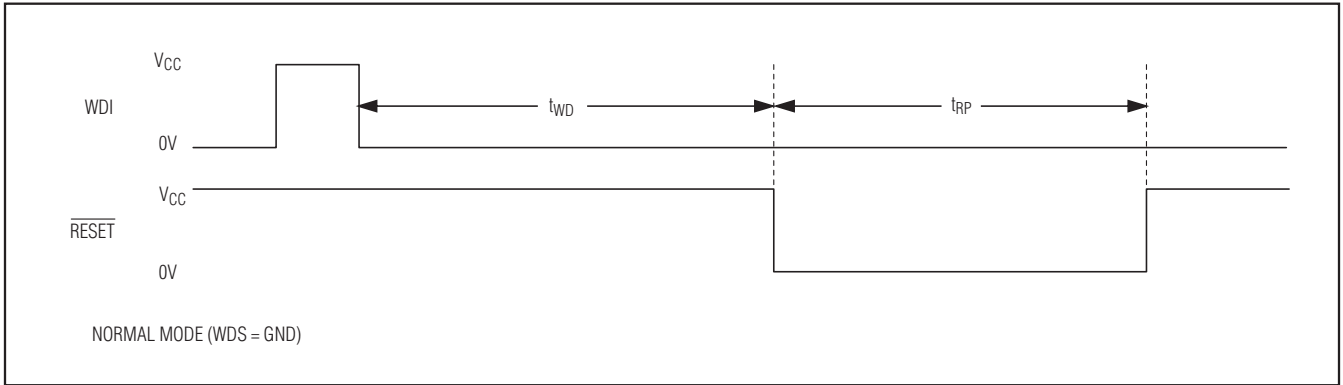 VCC
WDI
tWD
tRP
0V
VCC
RESET
0V
NORMAL MODE (WDS = GND)